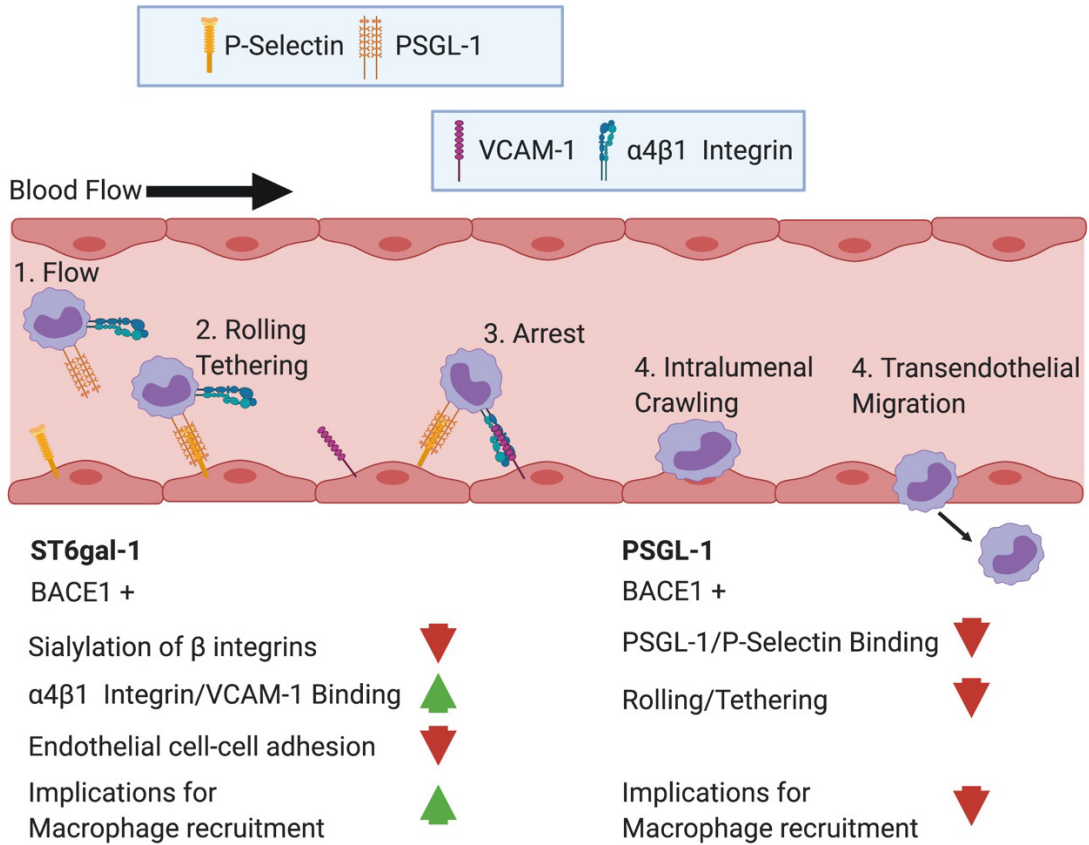 P-Selectin PSGL-1
VCAM-1 α4β1 Integrin
Blood Flow
1. Flow
2. Rolling
Tethering
3. Arrest
4. Intralumenal
Crawling
4. Transendothelial
Migration
ST6gal-1
BACE1 +
Sialylation of β integrins
α4β1 Integrin/VCAM-1 Binding
Endothelial cell-cell adhesion
Implications for
Macrophage recruitment
PSGL-1
BACE1 +
PSGL-1/P-Selectin Binding
Rolling/Tethering
Implications for
Macrophage recruitment